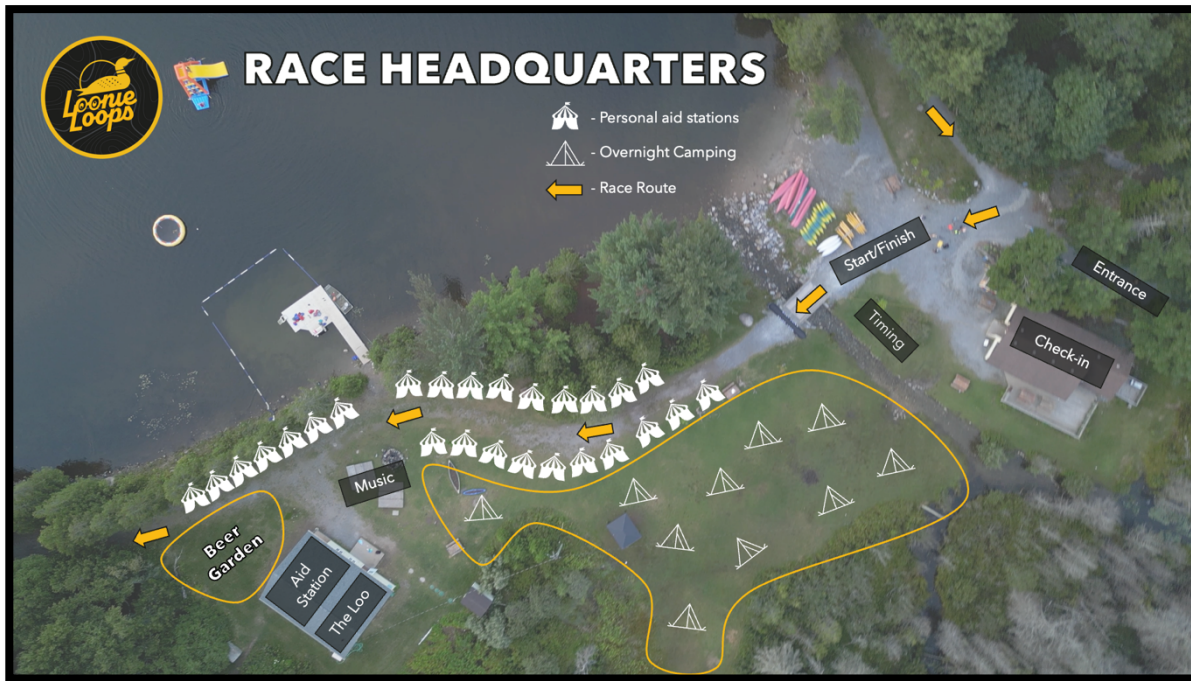 Loonie
Loops
RACE HEADQUARTERS
- Personal aid stations
- Overnight Camping
- Race Route
Start/Finish
Entrance
Timing
Check-in
Music
Beer
Garden
Aid
Station
The Loo